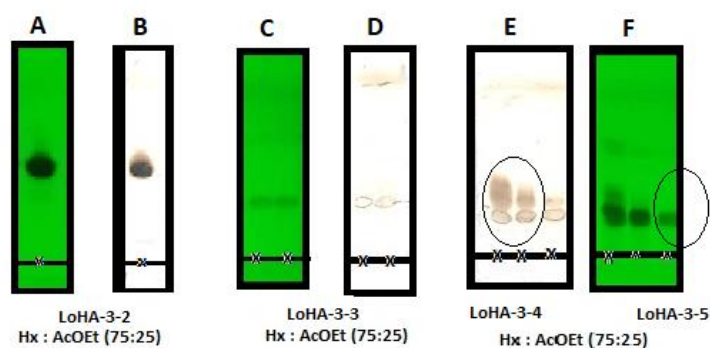 A B C D E F
X X X X X X X X X X X X
LoHA-3-2 LoHA-3-3 LoHA-3-4 LoHA-3-5
Hx : AcOEt (75:25) Hx : AcOEt (75:25) Hx : AcOEt (75:25)